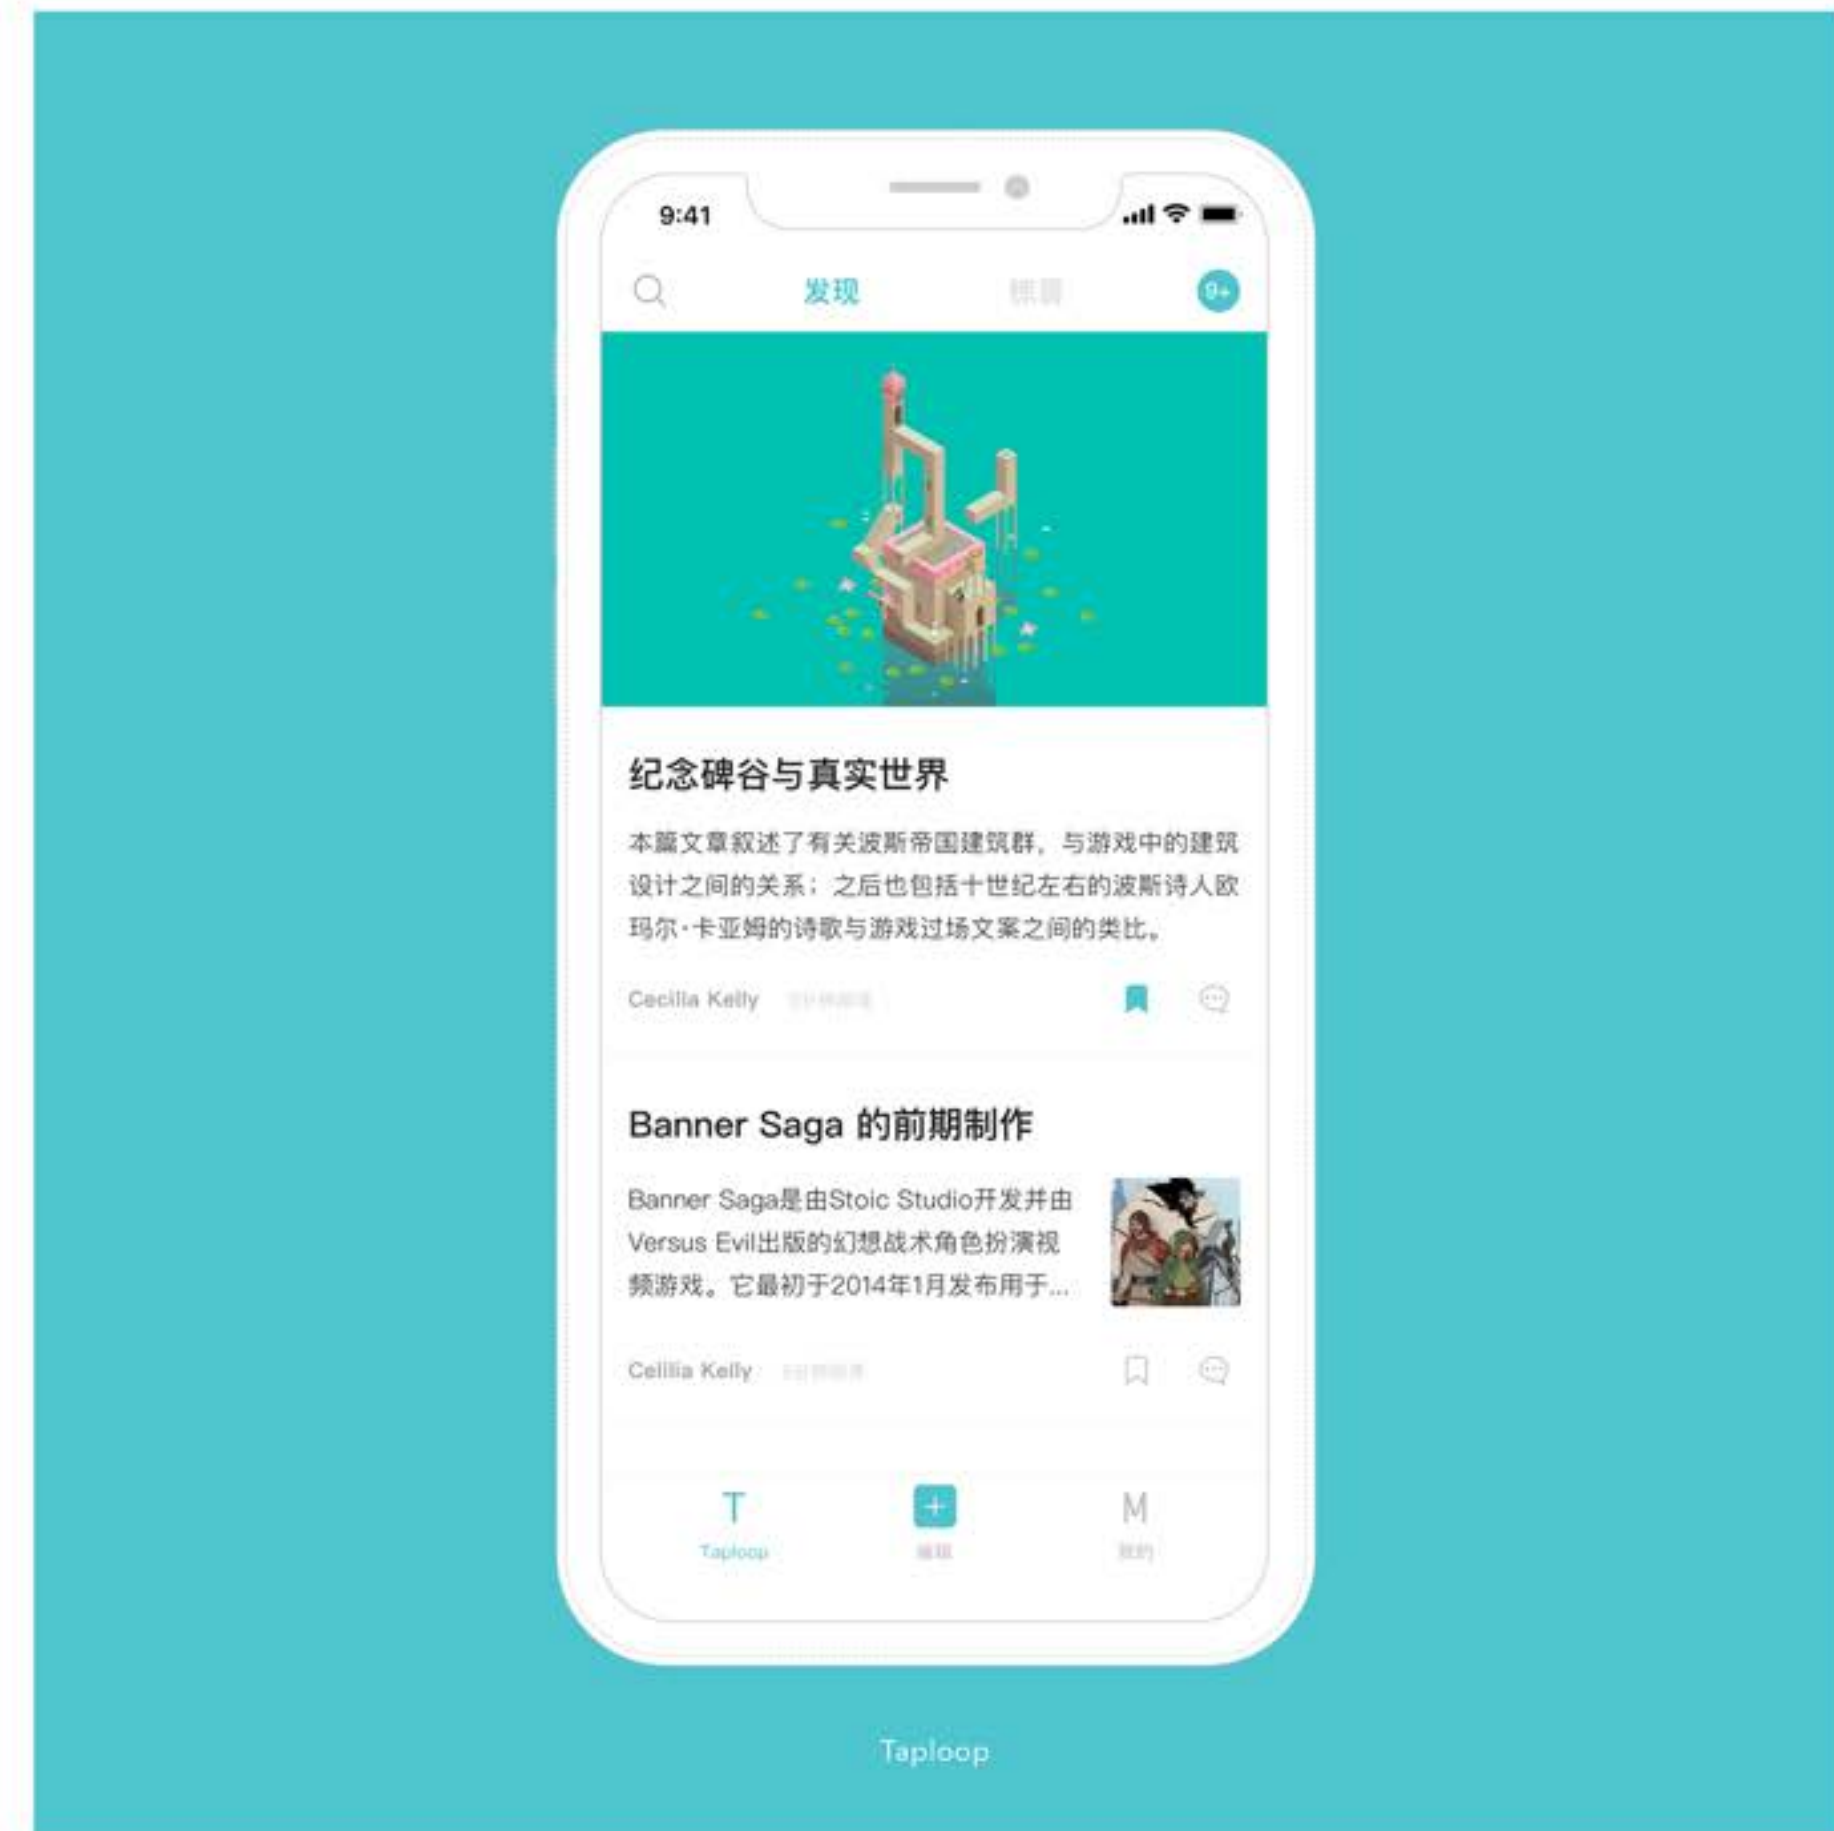 9:41
发现
9+
纪念碑谷与真实世界
本篇文章叙述了有关波斯帝国建筑群，与游戏中的建筑
设计之间的关系；之后也包括十世纪左右的波斯诗人欧
玛尔·卡亚姆的诗歌与游戏过场文案之间的类比。
Cecilia Kelly
Banner Saga 的前期制作
Banner Saga是由Stoic Studio开发并由
Versus Evil出版的幻想战术角色扮演视
频游戏。它最初于2014年1月发布用于...
Celilia Kelly
T
M
Taploop
我的
Taploop